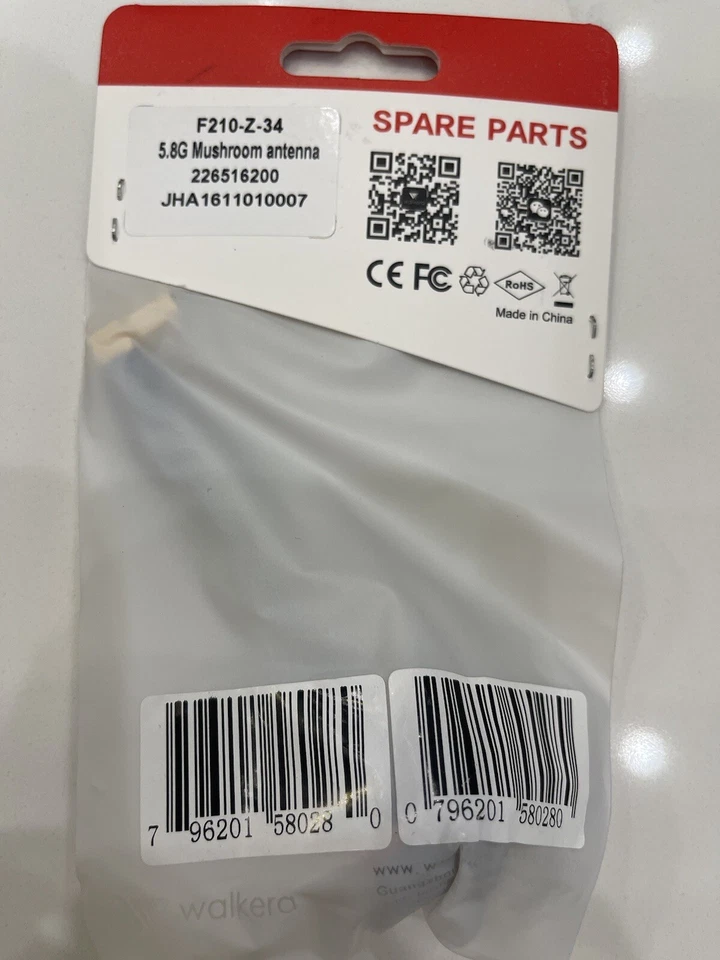 F210-Z-34
5.8G Mushroom antenna
226516200
JHA1611010007
SPARE PARTS
CE FC
RoHS
Made in China
7 96201 58028 0
0 796201 580280
www. w
walkera